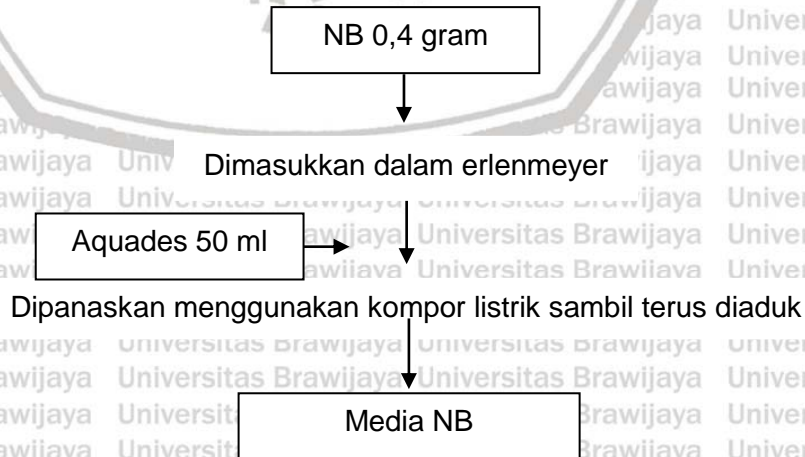 NB 0,4 gram
Dimasukkan dalam erlenmeyer
Aquades 50 ml
Dipanaskan menggunakan kompor listrik sambil terus diaduk
Media NB